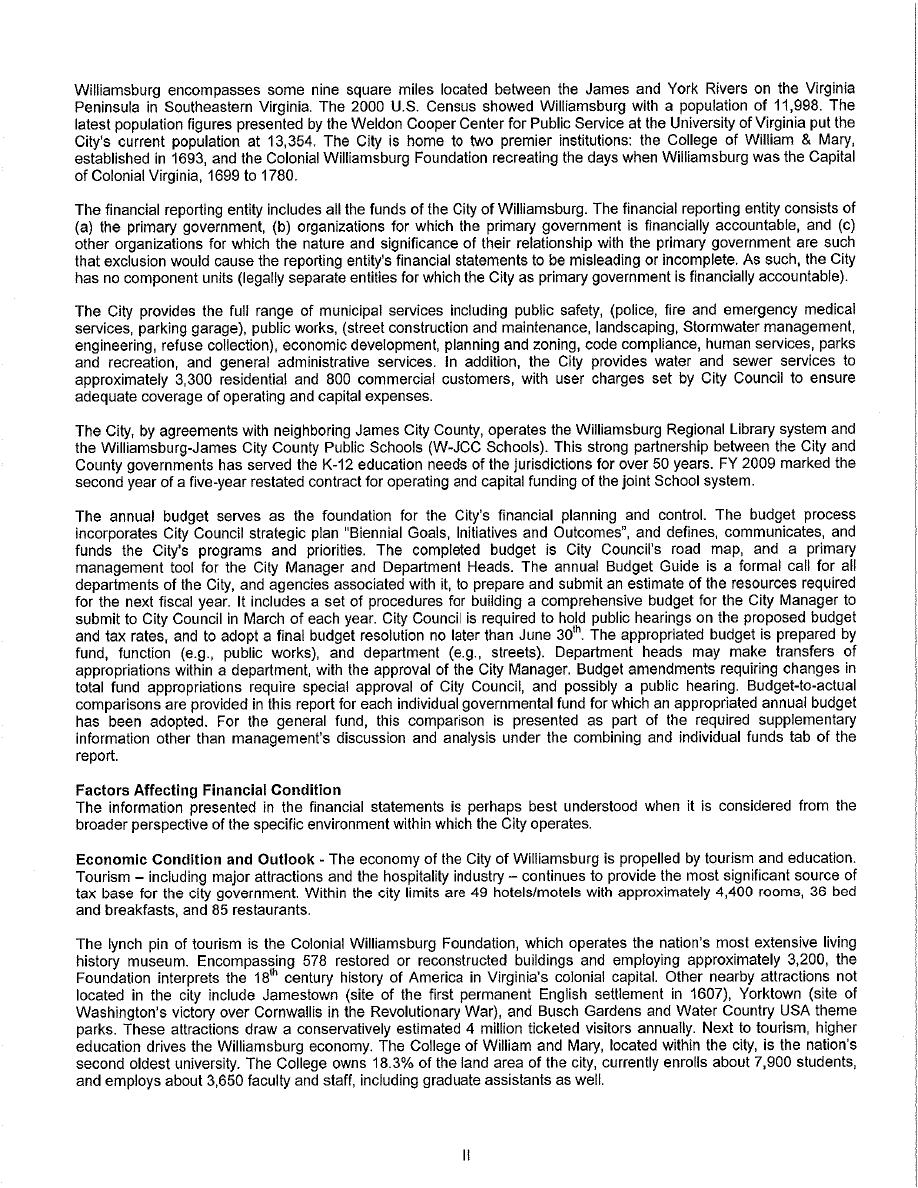 Williamsburg encompasses some nine square miles located between the James and York Rivers on the Virginia
Peninsula in Southeastern Virginia. The 2000 U.S. Census showed Williamsburg with a population of 11,998. The
latest population figures presented by the Weldon Cooper Center for Public Service at the University of Virginia put the
City's current population at 13,354. The City is home to two premier institutions: the College of William & Mary,
established in 1693, and the Colonial Williamsburg Foundation recreating the days when Williamsburg was the Capital
of Colonial Virginia, 1699 to 1780.

The financial reporting entity includes all the funds of the City of Williamsburg. The financial reporting entity consists of
(a) the primary government, (b) organizations for which the primary government is financially accountable, and (c)
other organizations for which the nature and significance of their relationship with the primary government are such
that exclusion would cause the reporting entity's financial statements to be misleading or incomplete. As such, the City
has no component units (legally separate entities for which the City as primary government is financially accountable).

The City provides the full range of municipal services including public safety, (police, fire and emergency medical
services, parking garage), public works, (street construction and maintenance, landscaping, Stormwater management,
engineering, refuse collection), economic development, planning and zoning, code compliance, human services, parks
and recreation, and general administrative services. In addition, the City provides water and sewer services to
approximately 3,300 residential and 800 commercial customers, with user charges set by City Council to ensure
adequate coverage of operating and capital expenses.

The City, by agreements with neighboring James City County, operates the Williamsburg Regional Library system and
the Williamsburg-James City County Public Schools (W-JCC Schools). This strong partnership between the City and
County governments has served the K-12 education needs of the jurisdictions for over 50 years. FY 2009 marked the
second year of a five-year restated contract for operating and capital funding of the joint School system.

The annual budget serves as the foundation for the City's financial planning and control. The budget process
incorporates City Council strategic plan "Biennial Goals, Initiatives and Outcomes", and defines, communicates, and
funds the City's programs and priorities. The completed budget is City Council's road map, and a primary
management tool for the City Manager and Department Heads. The annual Budget Guide is a formal call for all
departments of the City, and agencies associated with it, to prepare and submit an estimate of the resources required
for the next fiscal year. It includes a set of procedures for building a comprehensive budget for the City Manager to
submit to City Council in March of each year. City Council is required to hold public hearings on the proposed budget
and tax rates, and to adopt a final budget resolution no later than June 30th. The appropriated budget is prepared by
fund, function (e.g., public works), and department (e.g., streets). Department heads may make transfers of
appropriations within a department, with the approval of the City Manager. Budget amendments requiring changes in
total fund appropriations require special approval of City Council, and possibly a public hearing. Budget-to-actual
comparisons are provided in this report for each individual governmental fund for which an appropriated annual budget
has been adopted. For the general fund, this comparison is presented as part of the required supplementary
information other than management's discussion and analysis under the combining and individual funds tab of the
report.

Factors Affecting Financial Condition
The information presented in the financial statements is perhaps best understood when it is considered from the
broader perspective of the specific environment within which the City operates.

Economic Condition and Outlook - The economy of the City of Williamsburg is propelled by tourism and education.
Tourism – including major attractions and the hospitality industry – continues to provide the most significant source of
tax base for the city government. Within the city limits are 49 hotels/motels with approximately 4,400 rooms, 36 bed
and breakfasts, and 85 restaurants.

The lynch pin of tourism is the Colonial Williamsburg Foundation, which operates the nation's most extensive living
history museum. Encompassing 578 restored or reconstructed buildings and employing approximately 3,200, the
Foundation interprets the 18th century history of America in Virginia's colonial capital. Other nearby attractions not
located in the city include Jamestown (site of the first permanent English settlement in 1607), Yorktown (site of
Washington's victory over Cornwallis in the Revolutionary War), and Busch Gardens and Water Country USA theme
parks. These attractions draw a conservatively estimated 4 million ticketed visitors annually. Next to tourism, higher
education drives the Williamsburg economy. The College of William and Mary, located within the city, is the nation's
second oldest university. The College owns 18.3% of the land area of the city, currently enrolls about 7,900 students,
and employs about 3,650 faculty and staff, including graduate assistants as well.

II